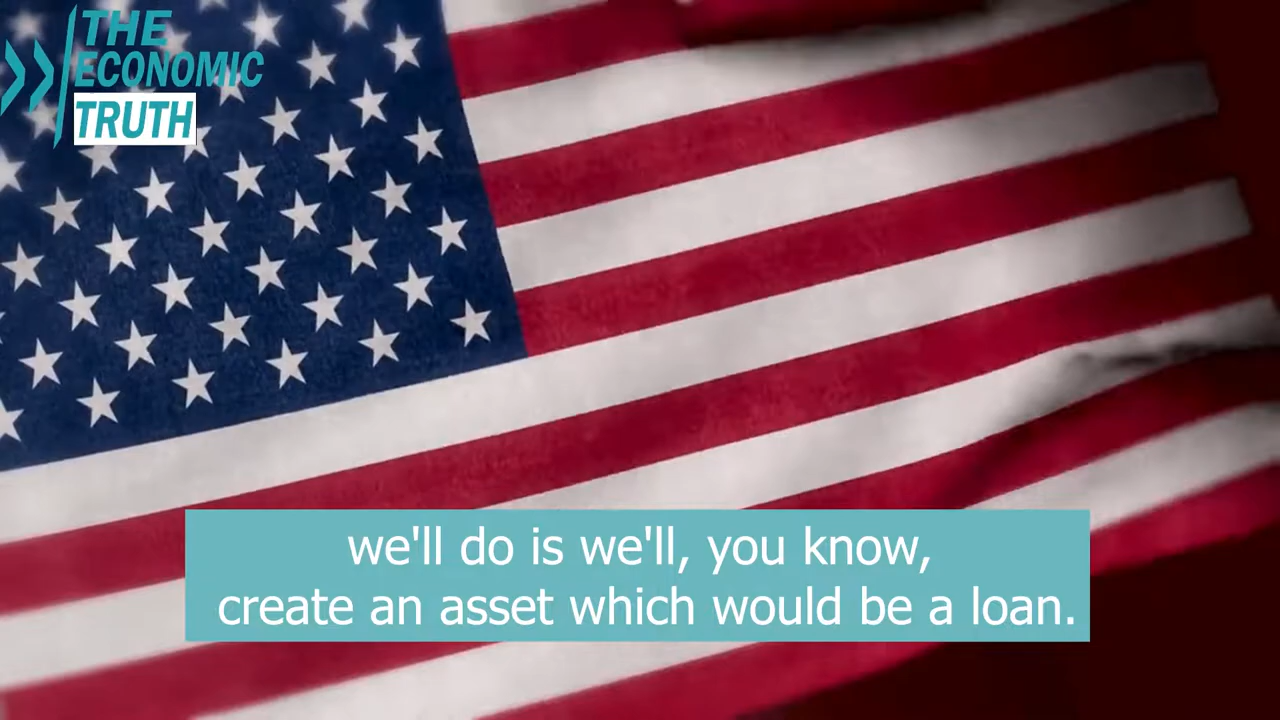 THE
ECONOMIC
TRUTH
we'll do is we'll, you know,
create an asset which would be a loan.